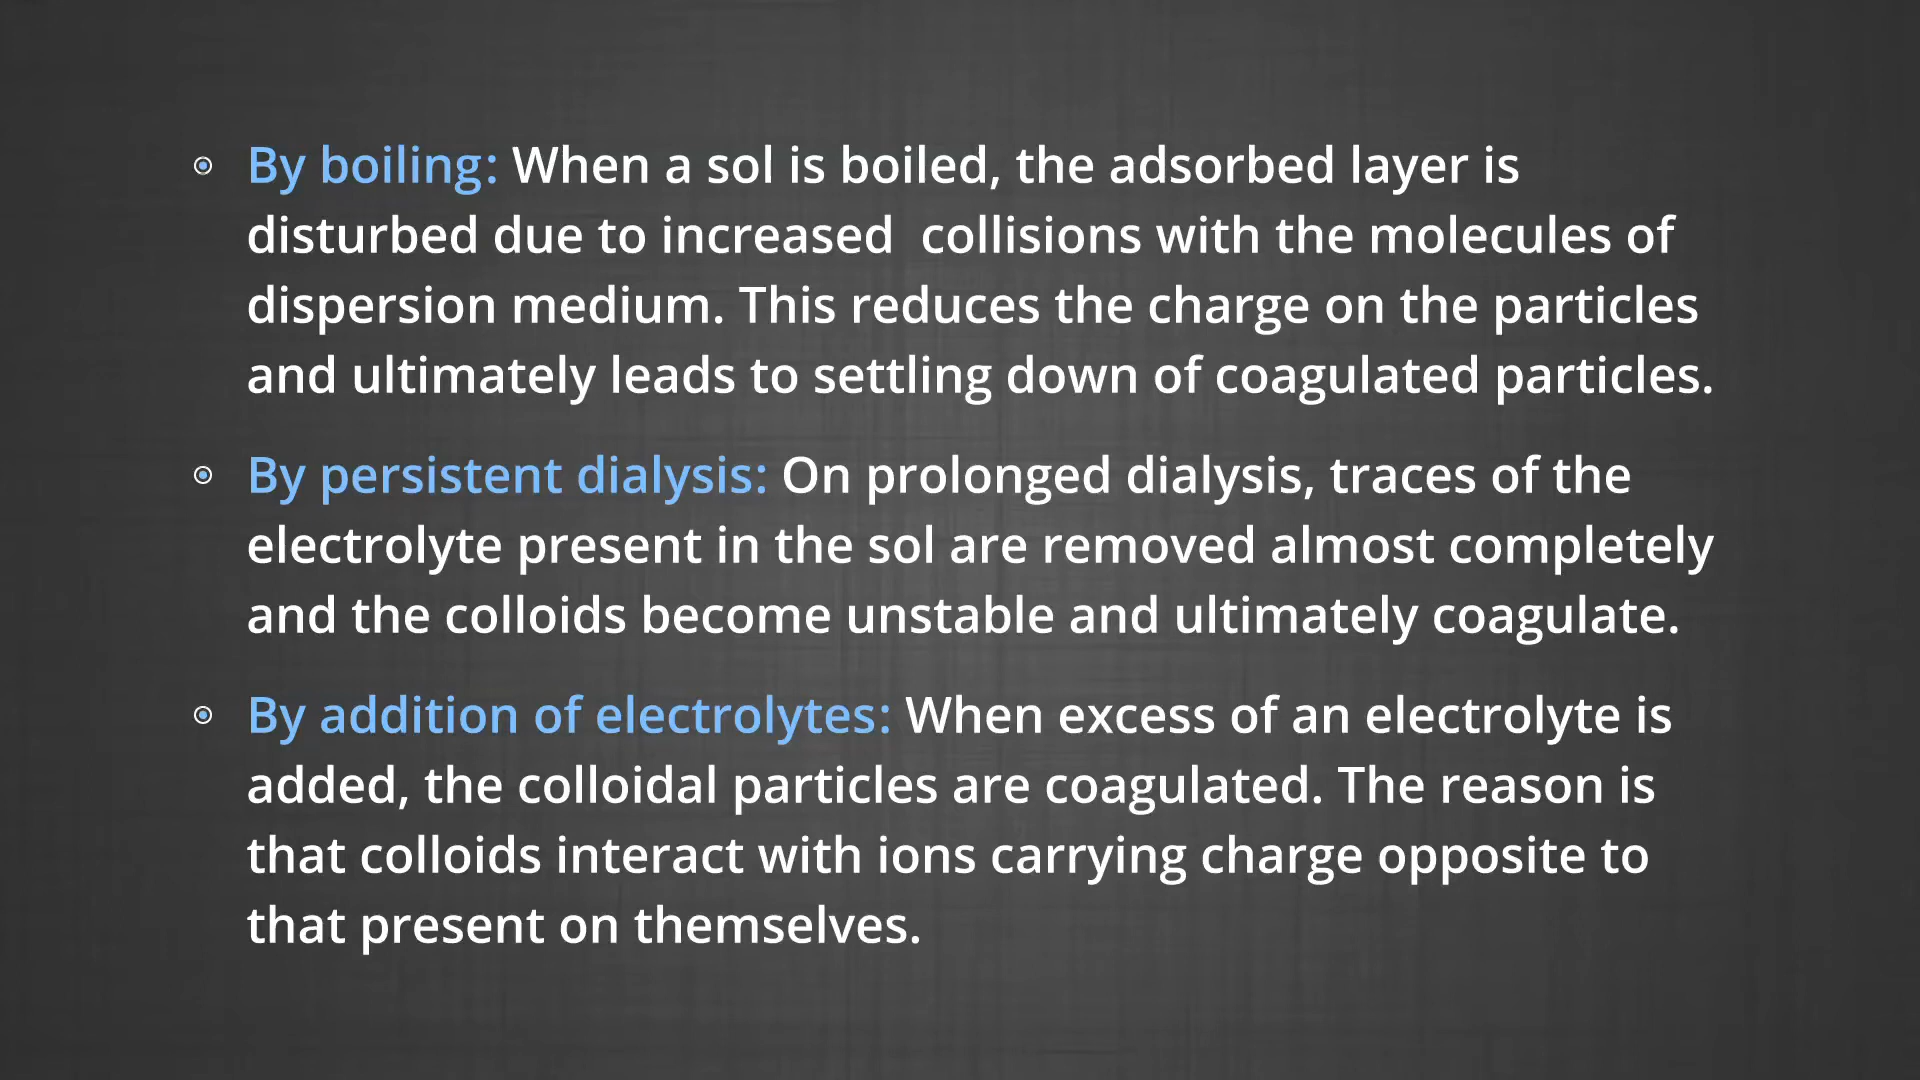 By boiling: When a sol is boiled, the adsorbed layer is
disturbed due to increased  collisions with the molecules of
dispersion medium. This reduces the charge on the particles
and ultimately leads to settling down of coagulated particles.
By persistent dialysis: On prolonged dialysis, traces of the
electrolyte present in the sol are removed almost completely
and the colloids become unstable and ultimately coagulate.
By addition of electrolytes: When excess of an electrolyte is
added, the colloidal particles are coagulated. The reason is
that colloids interact with ions carrying charge opposite to
that present on themselves.